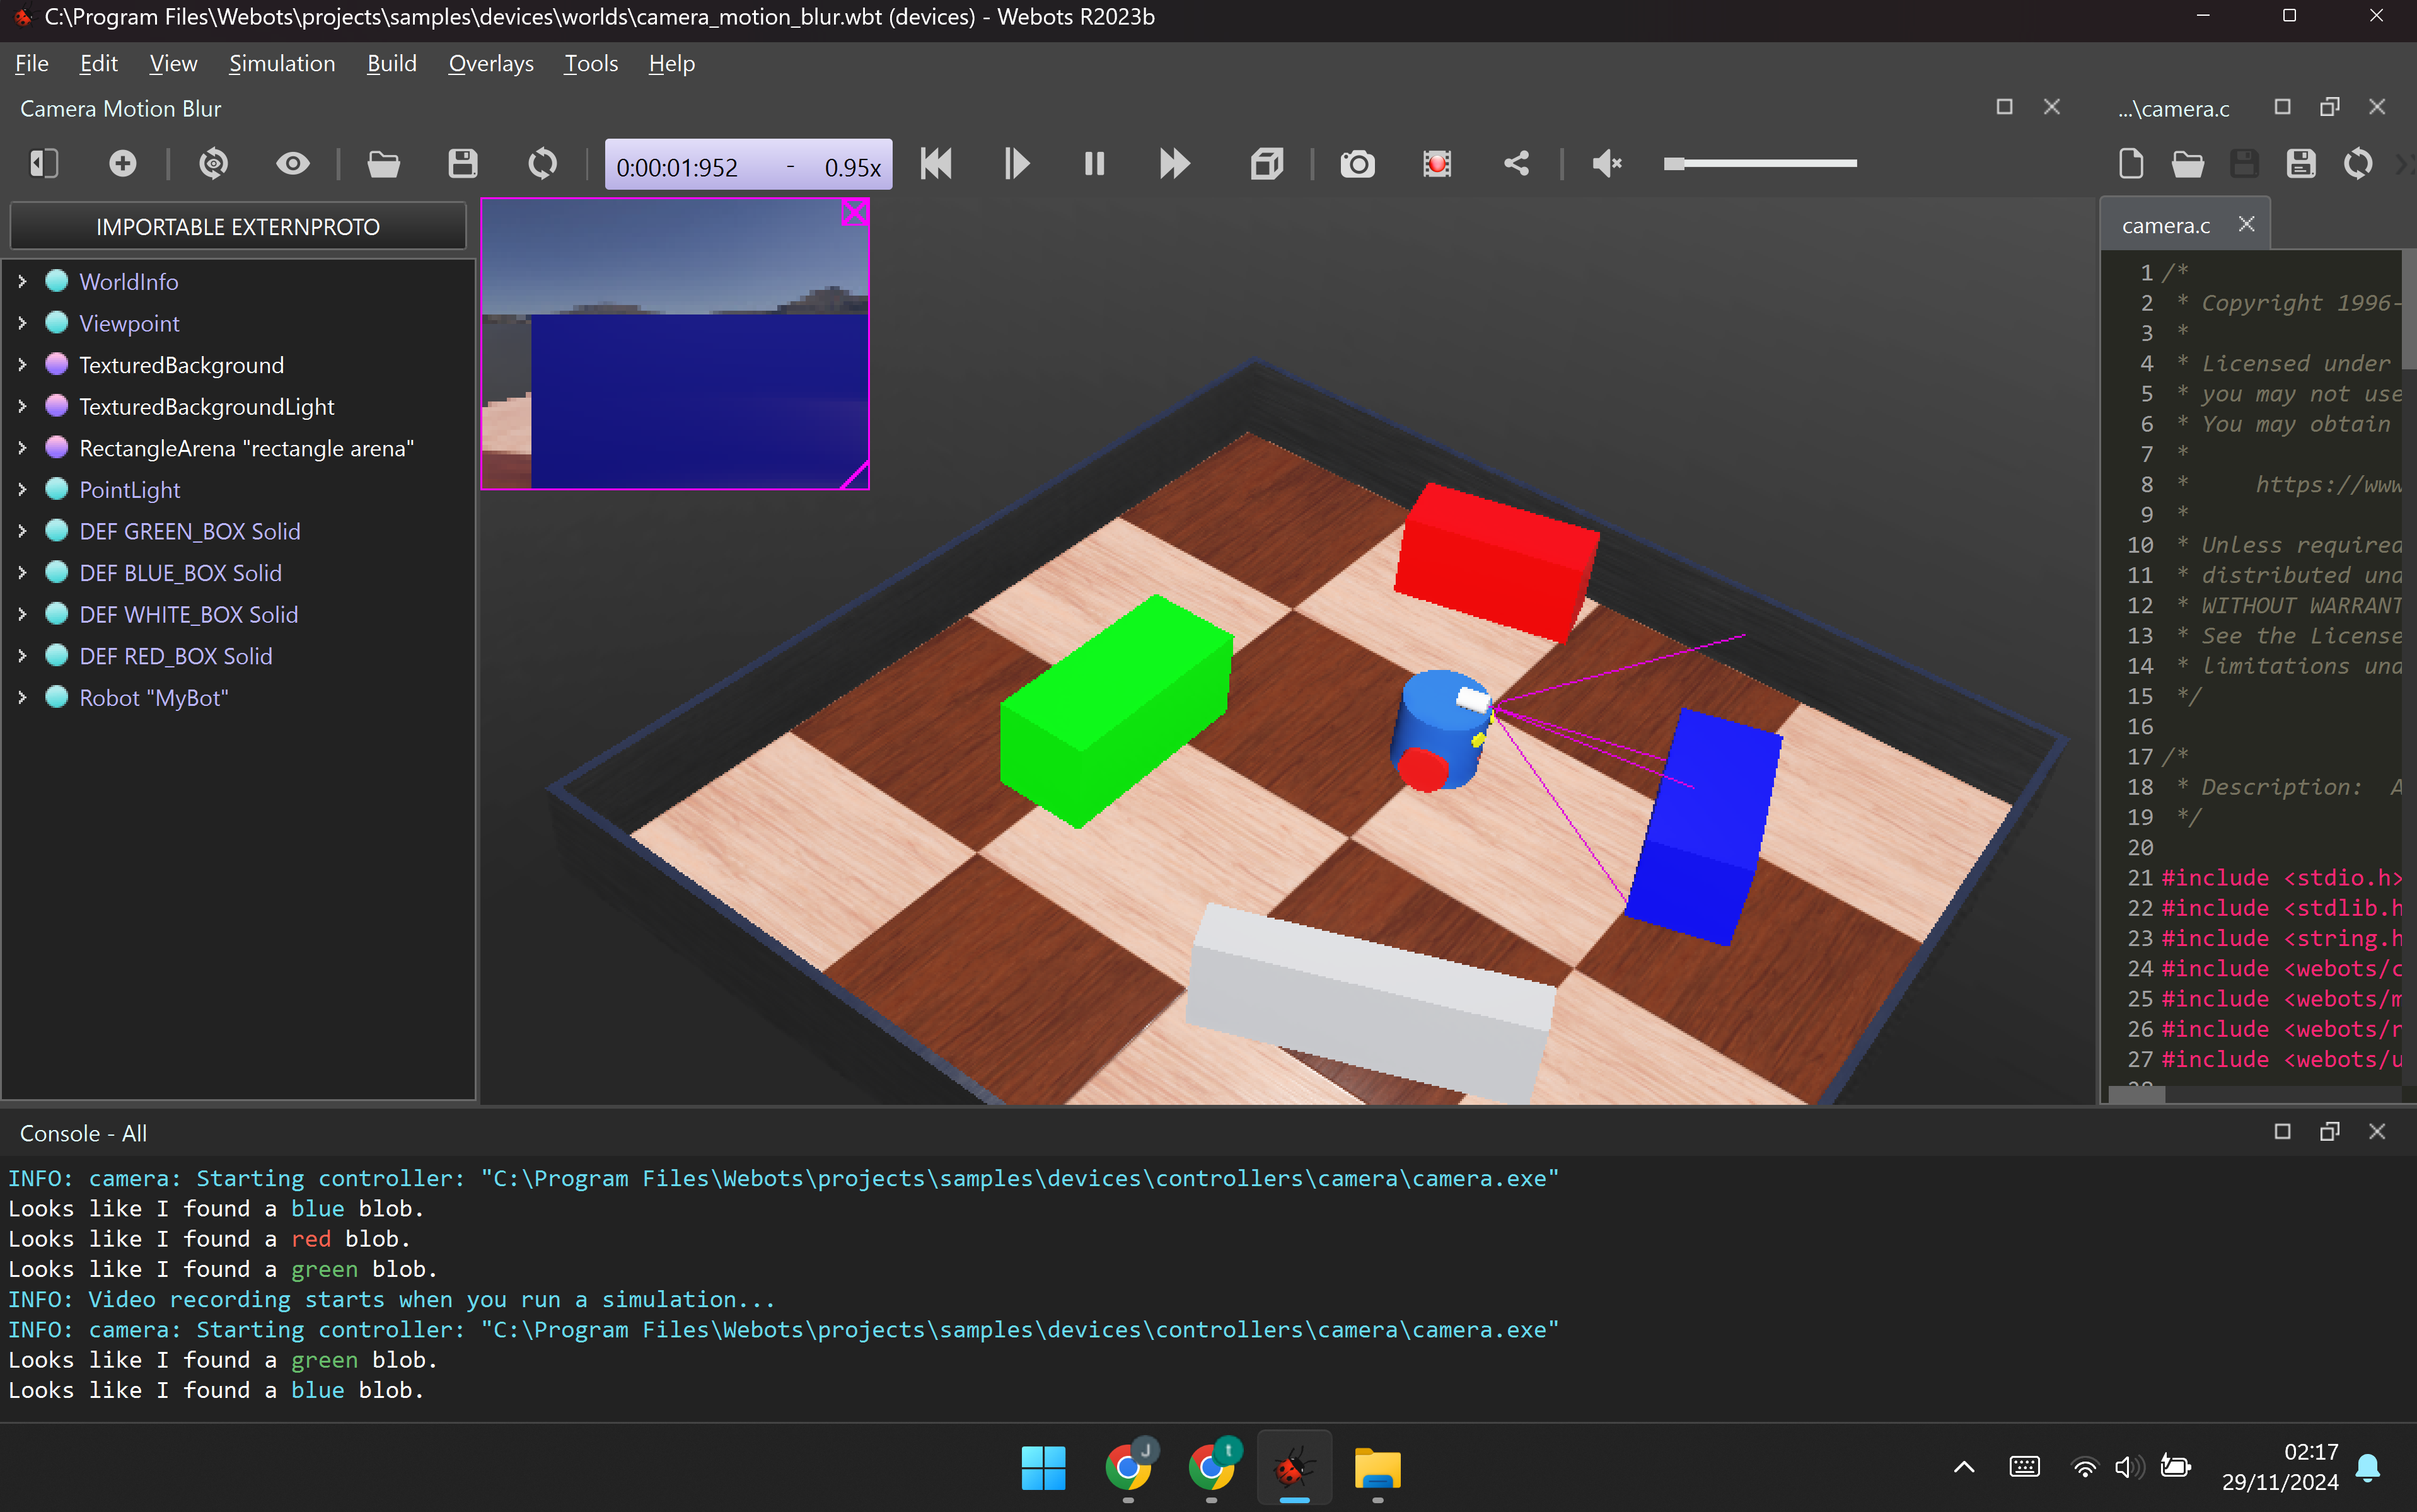 C:\Program Files\Webots\projects\samples\devices\worlds\camera_motion_blur.wbt (devices) - Webots R2023b
File Edit View Simulation Build Overlays Tools Help
Camera Motion Blur
...\camera.c
0:00:01:952 - 0.95x
IMPORTABLE EXTERNPROTO
WorldInfo
Viewpoint
TexturedBackground
TexturedBackgroundLight
RectangleArena "rectangle arena"
PointLight
DEF GREEN_BOX Solid
DEF BLUE_BOX Solid
DEF WHITE_BOX Solid
DEF RED_BOX Solid
Robot "MyBot"
camera.c
1 /*
2 * Copyright 1996-
3 *
4 * Licensed under
5 * you may not use
6 * You may obtain
7 *
8 * https://www
9 *
10 * Unless required
11 * distributed und
12 * WITHOUT WARRANT
13 * See the License
14 * limitations und
15 */
16
17 /*
18 * Description: A
19 */
20
21 #include <stdio.h>
22 #include <stdlib.h
23 #include <string.h
24 #include <webots/c
25 #include <webots/m
26 #include <webots/r
27 #include <webots/u
Console - All
INFO: camera: Starting controller: "C:\Program Files\Webots\projects\samples\devices\controllers\camera\camera.exe"
Looks like I found a blue blob.
Looks like I found a red blob.
Looks like I found a green blob.
INFO: Video recording starts when you run a simulation...
INFO: camera: Starting controller: "C:\Program Files\Webots\projects\samples\devices\controllers\camera\camera.exe"
Looks like I found a green blob.
Looks like I found a blue blob.
J
t
02:17
29/11/2024